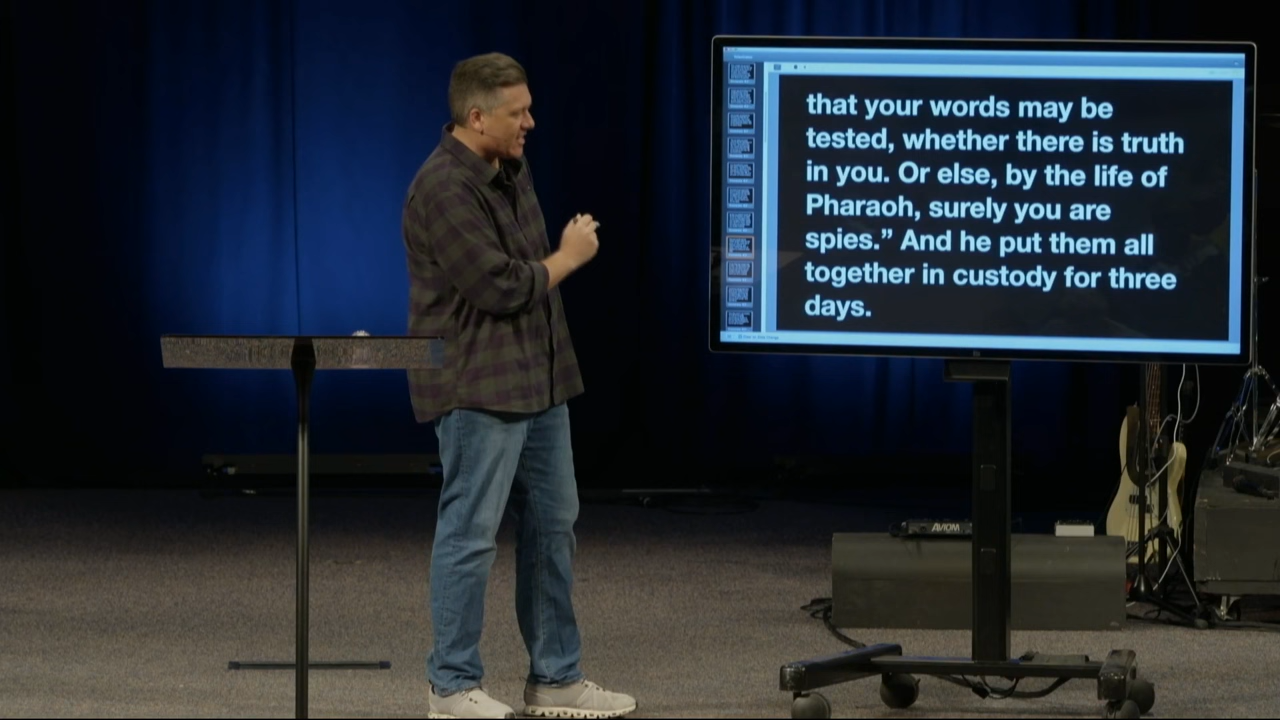 that your words may be
tested, whether there is truth
in you. Or else, by the life of
Pharaoh, surely you are
spies.” And he put them all
together in custody for three
days.
AVIOM